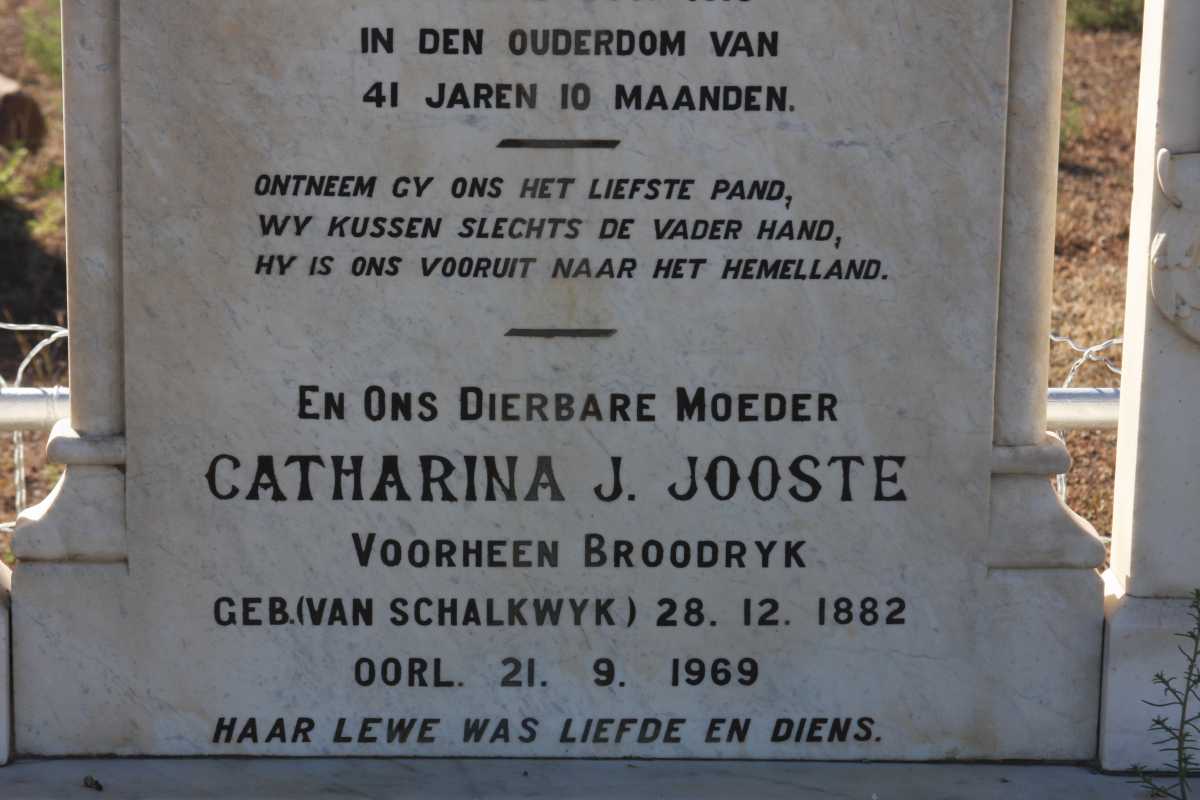 IN DEN OUDERDOM VAN
41 JAREN 10 MAANDEN.
ONTNEEM GY ONS HET LIEFSTE PAND,
WY KUSSEN SLECHTS DE VADER HAND,
HY IS ONS VOORUIT NAAR HET HEMELLAND.
EN ONS DIERBARE MOEDER
CATHARINA J. JOOSTE
VOORHEEN BROODRYK
GEB.(VAN SCHALKWYK) 28. 12. 1882
OORL. 21. 9. 1969
HAAR LEWE WAS LIEFDE EN DIENS.